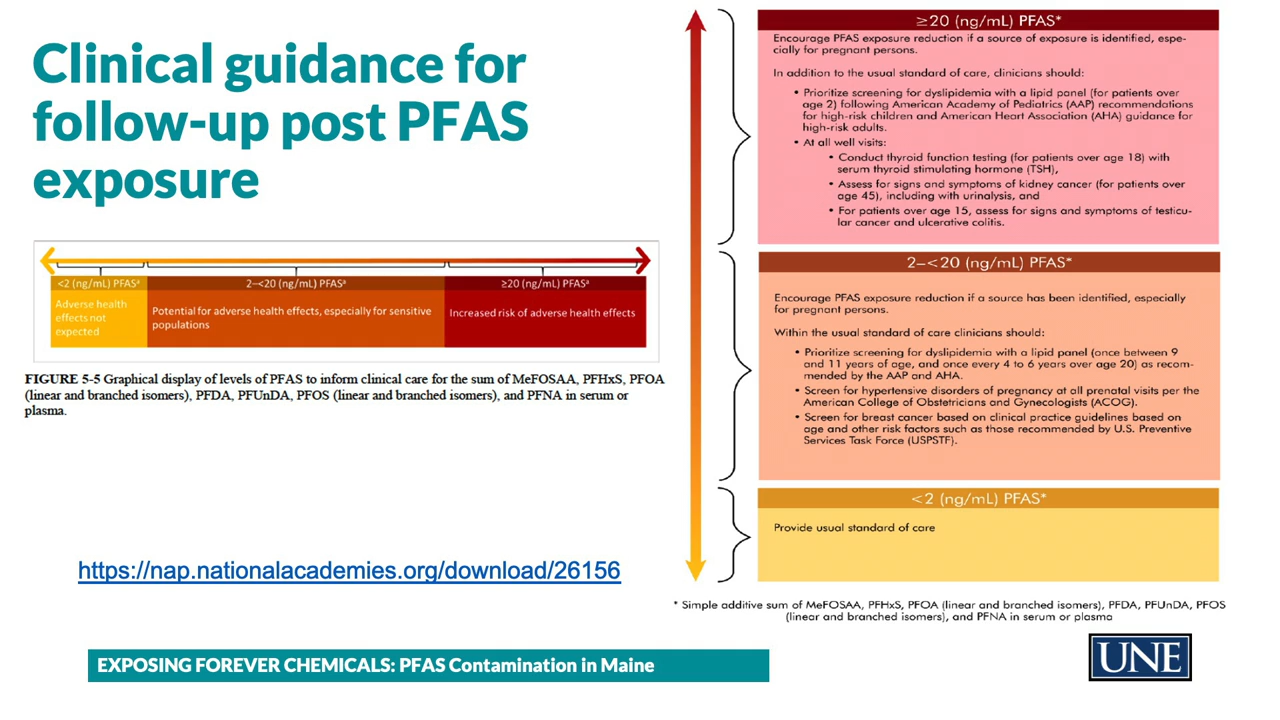 Clinical guidance for
follow-up post PFAS
exposure
<2 (ng/mL) PFASª
2–<20 (ng/mL) PFASª
≥20 (ng/mL) PFASª
Adverse health
effects not
expected
Potential for adverse health effects, especially for sensitive
populations
Increased risk of adverse health effects
FIGURE 5-5 Graphical display of levels of PFAS to inform clinical care for the sum of MeFOSAA, PFHxS, PFOA
(linear and branched isomers), PFDA, PFUnDA, PFOS (linear and branched isomers), and PFNA in serum or
plasma.
https://nap.nationalacademies.org/download/26156
≥20 (ng/mL) PFAS*
Encourage PFAS exposure reduction if a source of exposure is identified, espe-
cially for pregnant persons.
In addition to the usual standard of care, clinicians should:
• Prioritize screening for dyslipidemia with a lipid panel (for patients over
age 2) following American Academy of Pediatrics (AAP) recommendations
for high-risk children and American Heart Association (AHA) guidance for
high-risk adults.
• At all well visits:
• Conduct thyroid function testing (for patients over age 18) with
serum thyroid stimulating hormone (TSH),
• Assess for signs and symptoms of kidney cancer (for patients over
age 45), including with urinalysis, and
• For patients over age 15, assess for signs and symptoms of testicu-
lar cancer and ulcerative colitis.
2–<20 (ng/mL) PFAS*
Encourage PFAS exposure reduction if a source has been identified, especially
for pregnant persons.
Within the usual standard of care clinicians should:
• Prioritize screening for dyslipidemia with a lipid panel (once between 9
and 11 years of age, and once every 4 to 6 years over age 20) as recom-
mended by the AAP and AHA.
• Screen for hypertensive disorders of pregnancy at all prenatal visits per the
American College of Obstetricians and Gynecologists (ACOG).
• Screen for breast cancer based on clinical practice guidelines based on
age and other risk factors such as those recommended by U.S. Preventive
Services Task Force (USPSTF).
<2 (ng/mL) PFAS*
Provide usual standard of care
* Simple additive sum of MeFOSAA, PFHxS, PFOA (linear and branched isomers), PFDA, PFUnDA, PFOS
(linear and branched isomers), and PFNA in serum or plasma
EXPOSING FOREVER CHEMICALS: PFAS Contamination in Maine
UNE